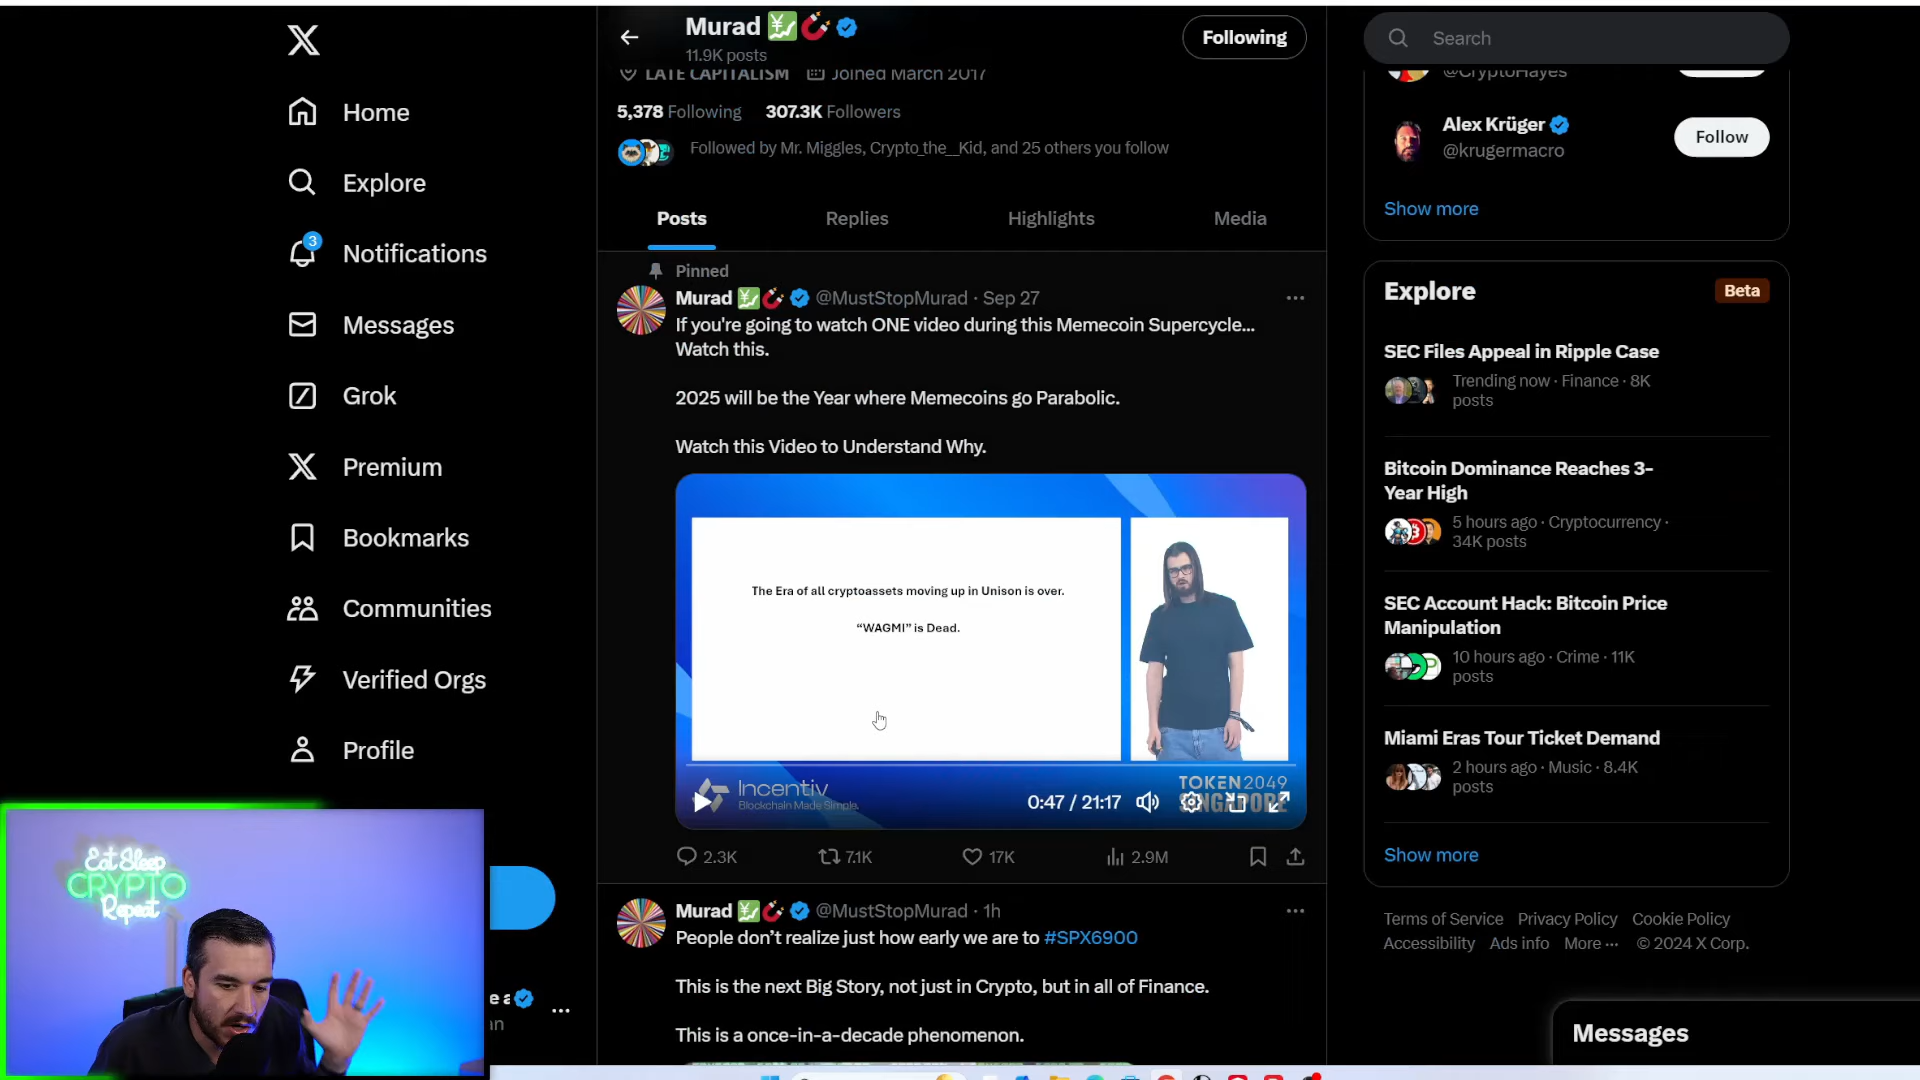 Home
Explore
Notifications
3
Messages
Grok
Premium
Bookmarks
Communities
Verified Orgs
Profile
Eat Sleep
CRYPTO
Repeat
Murad
11.9K posts
Following
LATE CAPITALISM Joined March 2017
5,378 Following 307.3K Followers
Followed by Mr. Miggles, Crypto_the__Kid, and 25 others you follow
Posts Replies Highlights Media
Pinned
Murad @MustStopMurad · Sep 27
If you're going to watch ONE video during this Memecoin Supercycle...
Watch this.
2025 will be the Year where Memecoins go Parabolic.
Watch this Video to Understand Why.
The Era of all cryptoassets moving up in Unison is over.
“WAGMI” is Dead.
Incentiv
Blockchain Made Simple.
0:47 / 21:17
TOKEN2049
SINGAPORE
2.3K 7.1K 17K 2.9M
Murad @MustStopMurad · 1h
People don’t realize just how early we are to #SPX6900
This is the next Big Story, not just in Crypto, but in all of Finance.
This is a once-in-a-decade phenomenon.
Search
@CryptoHayes
Alex Krüger
@krugermacro
Follow
Show more
Explore
Beta
SEC Files Appeal in Ripple Case
Trending now · Finance · 8K
posts
Bitcoin Dominance Reaches 3-
Year High
5 hours ago · Cryptocurrency ·
34K posts
SEC Account Hack: Bitcoin Price
Manipulation
10 hours ago · Crime · 11K
posts
Miami Eras Tour Ticket Demand
2 hours ago · Music · 8.4K
posts
Show more
Terms of Service Privacy Policy Cookie Policy
Accessibility Ads info More ··· © 2024 X Corp.
Messages